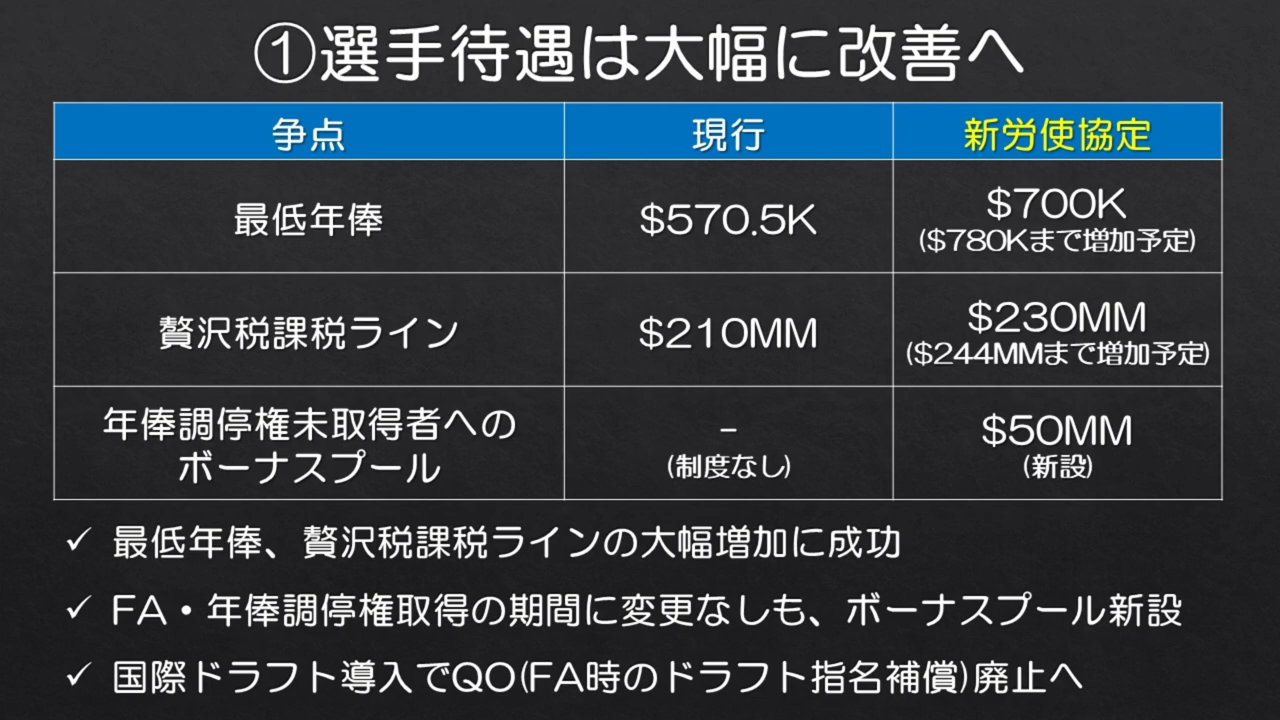 ①選手待遇は大幅に改善へ
争点
現行
新労使協定
最低年俸
$570.5K
$700K
($780Kまで増加予定)
贅沢税課税ライン
$210MM
$230MM
($244MMまで増加予定)
年俸調停権未取得者への
ボーナスプール
-
(制度なし)
$50MM
(新設)
✓ 最低年俸、贅沢税課税ラインの大幅増加に成功
✓ FA・年俸調停権取得の期間に変更なしも、ボーナスプール新設
✓ 国際ドラフト導入でQO(FA時のドラフト指名補償)廃止へ